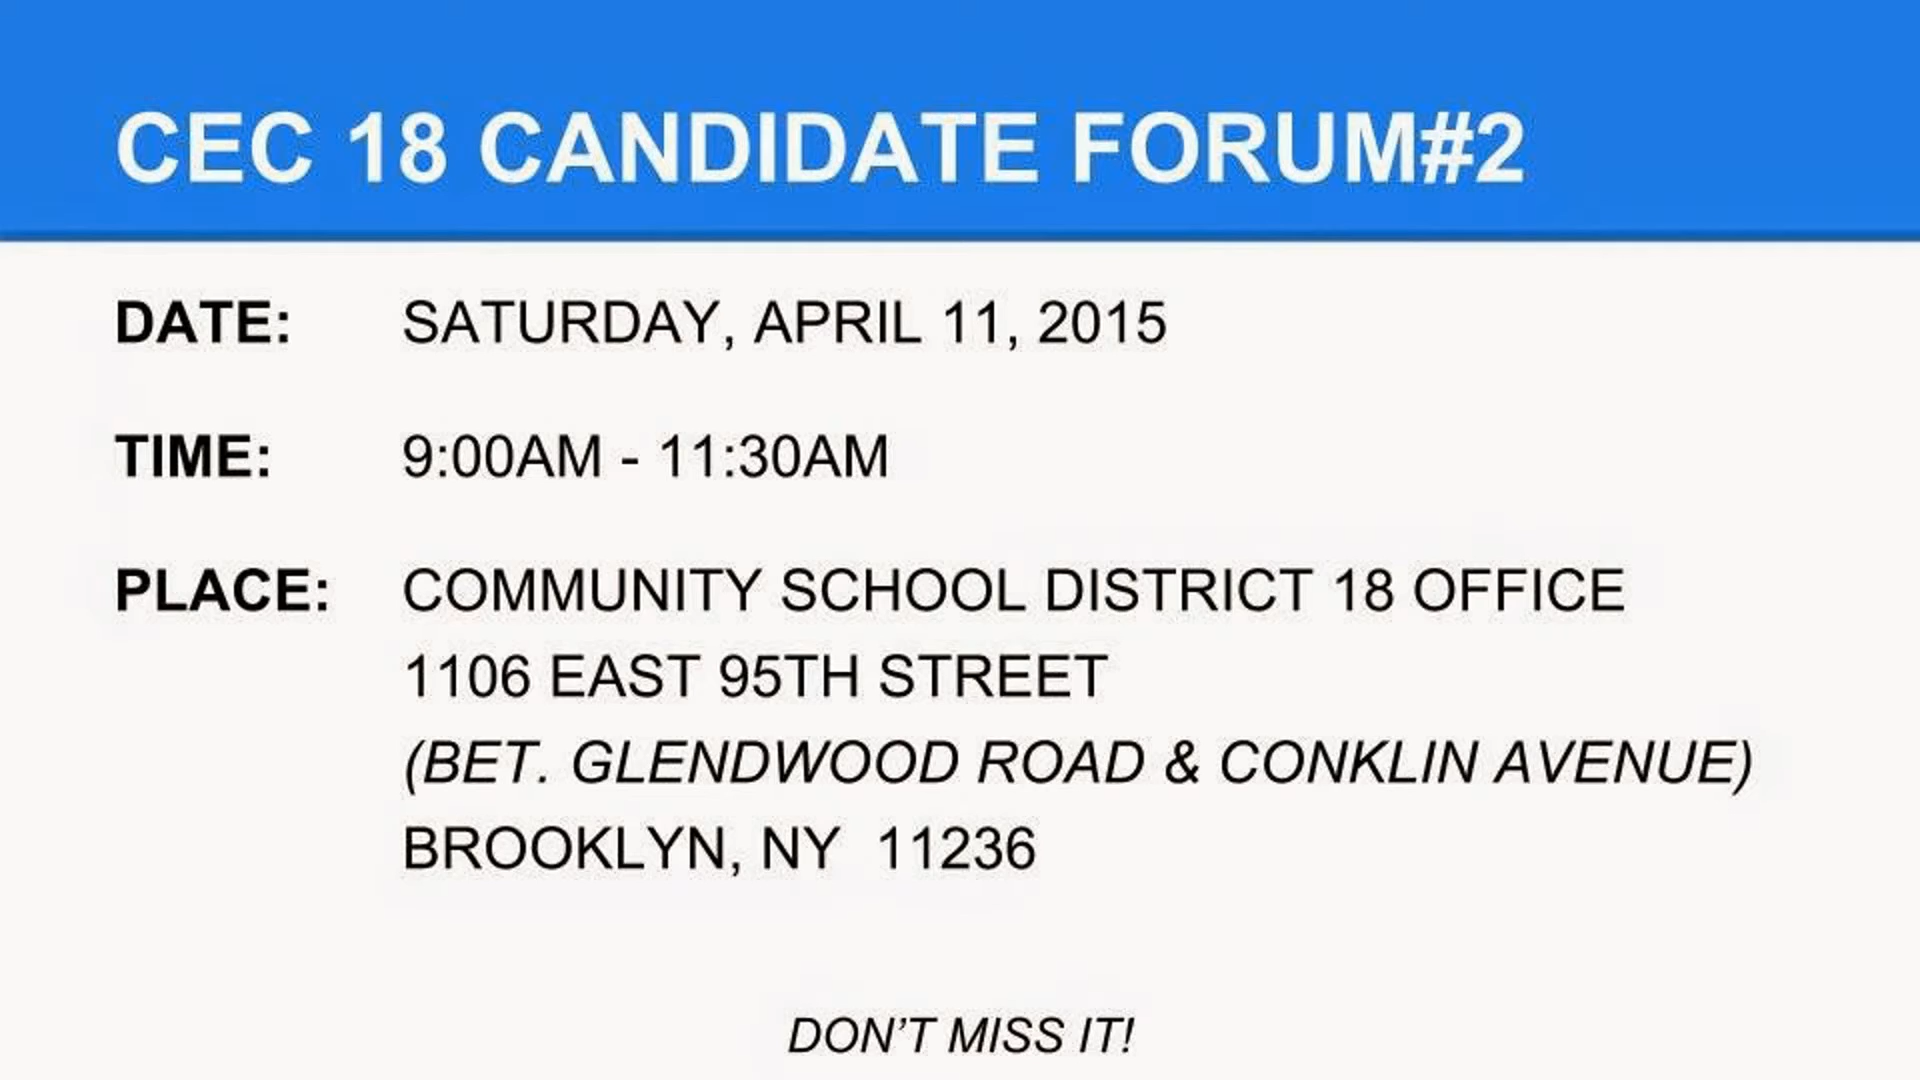 CEC 18 CANDIDATE FORUM#2
DATE: SATURDAY, APRIL 11, 2015
TIME: 9:00AM - 11:30AM
PLACE: COMMUNITY SCHOOL DISTRICT 18 OFFICE
1106 EAST 95TH STREET
(BET. GLENDWOOD ROAD & CONKLIN AVENUE)
BROOKLYN, NY  11236
DON'T MISS IT!